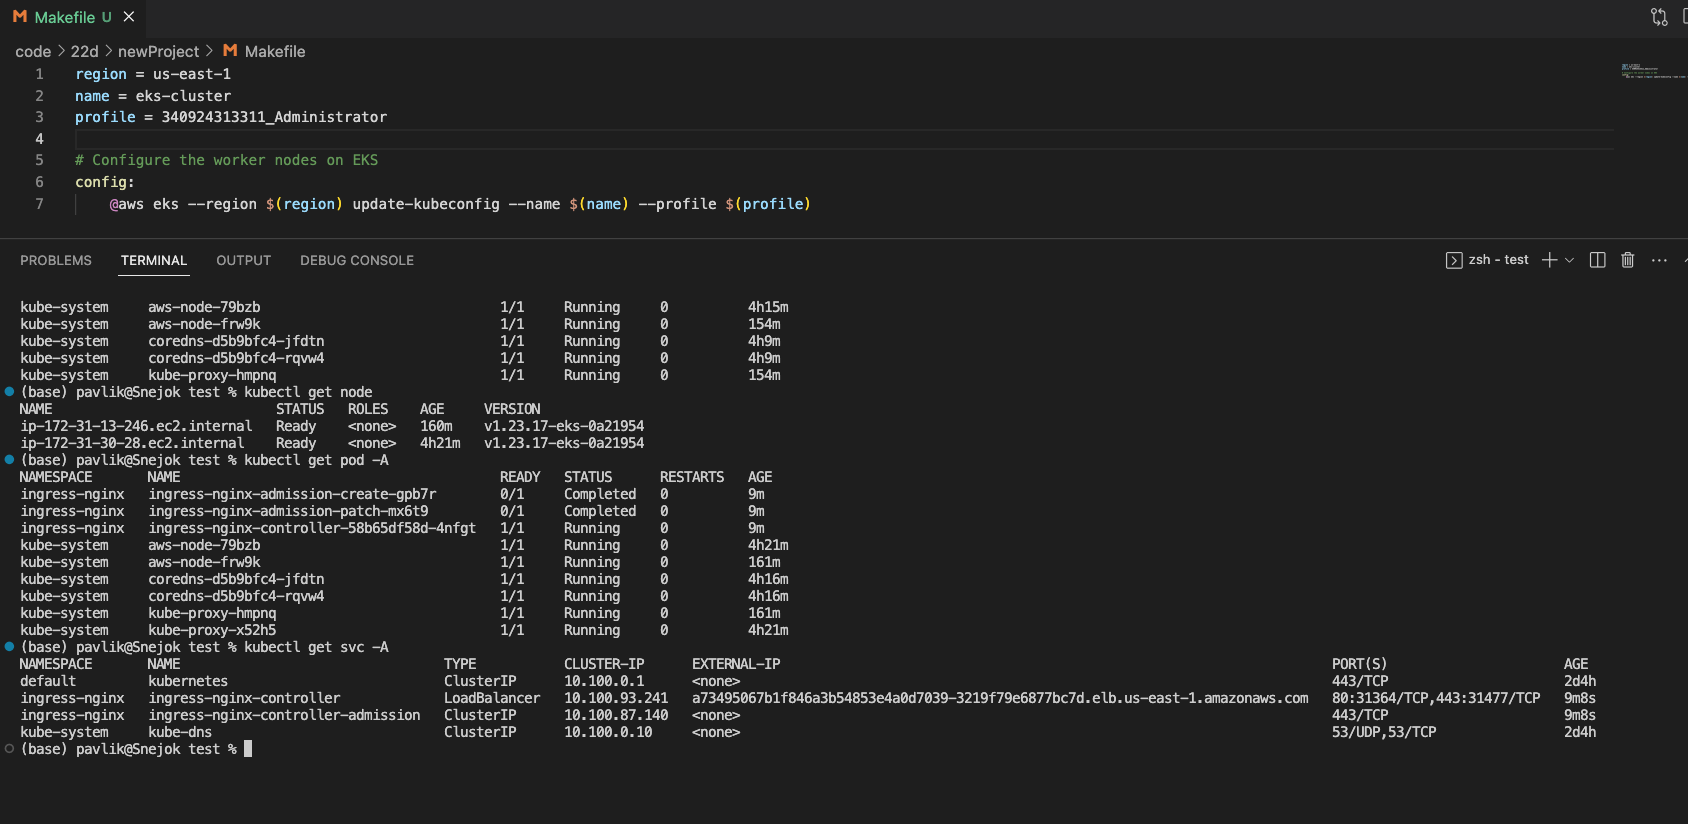 Makefile U
code > 22d > newProject > Makefile
1 region = us-east-1
2 name = eks-cluster
3 profile = 340924313311_Administrator
4
5 # Configure the worker nodes on EKS
6 config:
7 @aws eks --region $(region) update-kubeconfig --name $(name) --profile $(profile)
PROBLEMS TERMINAL OUTPUT DEBUG CONSOLE zsh - test
kube-system aws-node-79bzb 1/1 Running 0 4h15m
kube-system aws-node-frw9k 1/1 Running 0 154m
kube-system coredns-d5b9bfc4-jfdtn 1/1 Running 0 4h9m
kube-system coredns-d5b9bfc4-rqvw4 1/1 Running 0 4h9m
kube-system kube-proxy-hmpnq 1/1 Running 0 154m
(base) pavlik@Snejok test % kubectl get node
NAME STATUS ROLES AGE VERSION
ip-172-31-13-246.ec2.internal Ready <none> 160m v1.23.17-eks-0a21954
ip-172-31-30-28.ec2.internal Ready <none> 4h21m v1.23.17-eks-0a21954
(base) pavlik@Snejok test % kubectl get pod -A
NAMESPACE NAME READY STATUS RESTARTS AGE
ingress-nginx ingress-nginx-admission-create-gpb7r 0/1 Completed 0 9m
ingress-nginx ingress-nginx-admission-patch-mx6t9 0/1 Completed 0 9m
ingress-nginx ingress-nginx-controller-58b65df58d-4nfgt 1/1 Running 0 9m
kube-system aws-node-79bzb 1/1 Running 0 4h21m
kube-system aws-node-frw9k 1/1 Running 0 161m
kube-system coredns-d5b9bfc4-jfdtn 1/1 Running 0 4h16m
kube-system coredns-d5b9bfc4-rqvw4 1/1 Running 0 4h16m
kube-system kube-proxy-hmpnq 1/1 Running 0 161m
kube-system kube-proxy-x52h5 1/1 Running 0 4h21m
(base) pavlik@Snejok test % kubectl get svc -A
NAMESPACE NAME TYPE CLUSTER-IP EXTERNAL-IP PORT(S) AGE
default kubernetes ClusterIP 10.100.0.1 <none> 443/TCP 2d4h
ingress-nginx ingress-nginx-controller LoadBalancer 10.100.93.241 a73495067b1f846a3b54853e4a0d7039-3219f79e6877bc7d.elb.us-east-1.amazonaws.com 80:31364/TCP,443:31477/TCP 9m8s
ingress-nginx ingress-nginx-controller-admission ClusterIP 10.100.87.140 <none> 443/TCP 9m8s
kube-system kube-dns ClusterIP 10.100.0.10 <none> 53/UDP,53/TCP 2d4h
(base) pavlik@Snejok test %